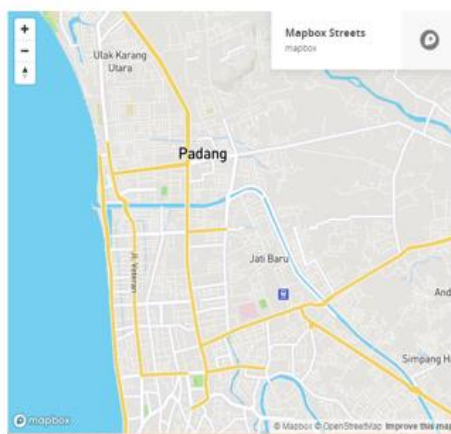 Mapbox Streets
mapbox
Ulak Karang
Utara
Padang
Jati Baru
Jl. Veteran
And
Simpang H
mapbox
© Mapbox © OpenStreetMap Improve this map